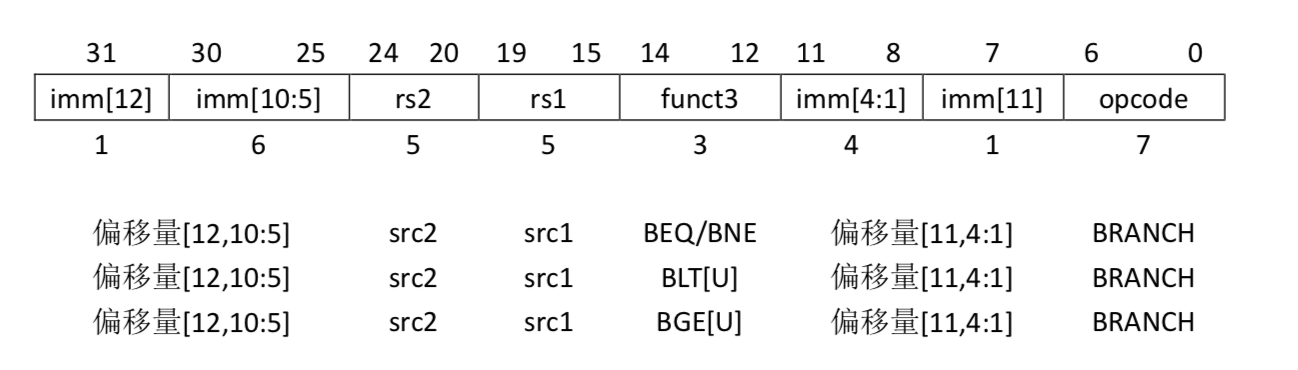 31 30 25 24 20 19 15 14 12 11 8 7 6 0
imm[12] imm[10:5] rs2 rs1 funct3 imm[4:1] imm[11] opcode
1 6 5 5 3 4 1 7
偏移量[12,10:5] src2 src1 BEQ/BNE 偏移量[11,4:1] BRANCH
偏移量[12,10:5] src2 src1 BLT[U] 偏移量[11,4:1] BRANCH
偏移量[12,10:5] src2 src1 BGE[U] 偏移量[11,4:1] BRANCH